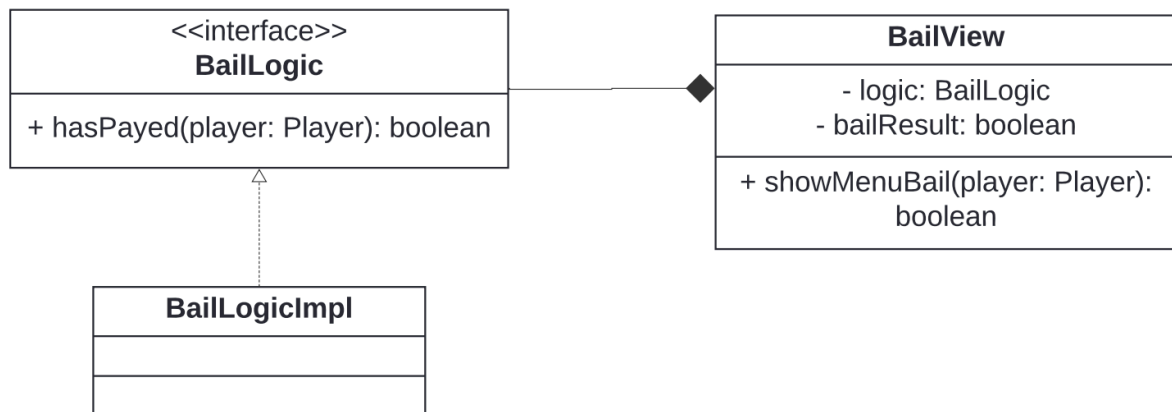 <<interface>>
BailLogic
+ hasPayed(player: Player): boolean
BailView
- logic: BailLogic
- bailResult: boolean
+ showMenuBail(player: Player):
boolean
BailLogicImpl